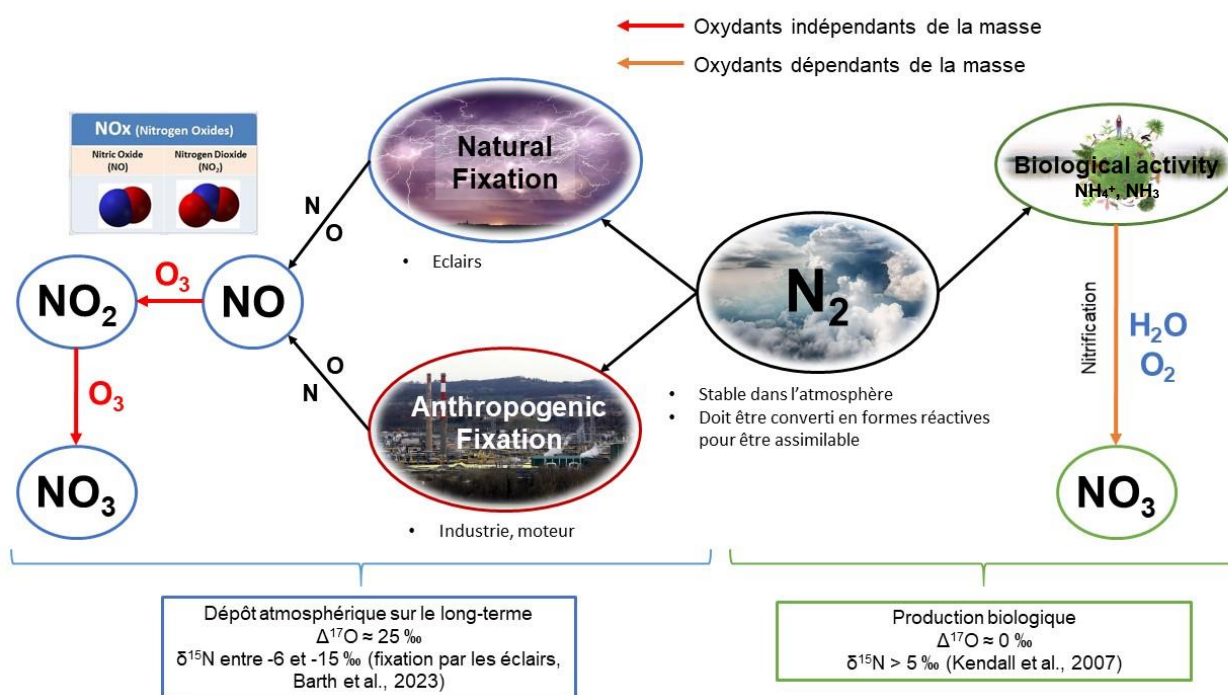 Oxydants indépendants de la masse
Oxydants dépendants de la masse
NOx (Nitrogen Oxides)
Nitric Oxide
(NO)
Nitrogen Dioxide
(NO₂)
Natural
Fixation
• Eclairs
Biological activity
NH₄⁺, NH₃
N
O
N₂
• Stable dans l’atmosphère
• Doit être converti en formes réactives
pour être assimilable
NO₂
O₃
NO
O₃
NO₃
O
N
Anthropogenic
Fixation
• Industrie, moteur
Nitrification
H₂O
O₂
NO₃
Dépôt atmosphérique sur le long-terme
Δ¹⁷O ≈ 25 ‰
δ¹⁵N entre -6 et -15 ‰ (fixation par les éclairs,
Barth et al., 2023)
Production biologique
Δ¹⁷O ≈ 0 ‰
δ¹⁵N > 5 ‰ (Kendall et al., 2007)